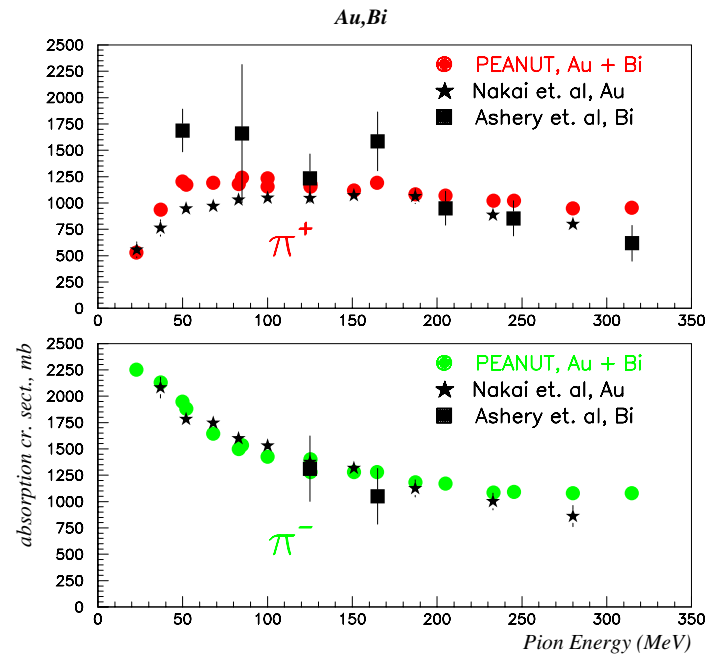 Au,Bi
2500
2250
2000
1750
1500
1250
1000
750
500
250
0
PEANUT, Au + Bi
Nakai et. al, Au
Ashery et. al, Bi
π+
0 50 100 150 200 250 300 350
absorption cr. sect., mb
2500
2250
2000
1750
1500
1250
1000
750
500
250
0
PEANUT, Au + Bi
Nakai et. al, Au
Ashery et. al, Bi
π−
0 50 100 150 200 250 300 350
Pion Energy (MeV)